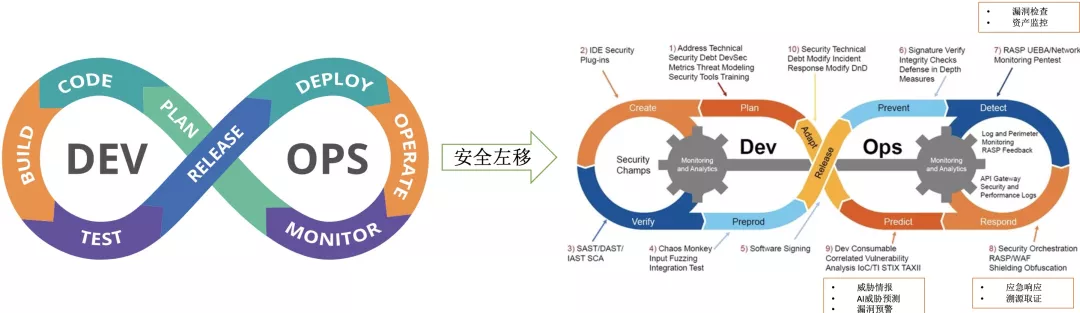 CODE
PLAN
BUILD
DEV
TEST
RELEASE
DEPLOY
OPS
OPERATE
MONITOR
安全左移
• 漏洞检查
• 资产监控
2) IDE Security
Plug-ins
1) Address Technical
Security Debt DevSec
Metrics Threat Modeling
Security Tools Training
10) Security Technical
Debt Modify Incident
Response Modify DnD
6) Signature Verify
Integrity Checks
Defense in Depth
Measures
7) RASP UEBA/Network
Monitoring Pentest
Create
Plan
Prevent
Detect
Security
Champs
Monitoring
and Analytics
Dev
Adapt
Release
Ops
Monitoring
and Analytics
Log and Perimeter
Monitoring
RASP Feedback
API Gateway
Security and
Performance Logs
Verify
Preprod
Predict
Respond
3) SAST/DAST/
IAST SCA
4) Chaos Monkey
Input Fuzzing
Integration Test
5) Software Signing
9) Dev Consumable
Correlated Vulnerability
Analysis IoC/TI STIX TAXII
8) Security Orchestration
RASP/WAF
Shielding Obfuscation
• 威胁情报
• AI威胁预测
• 漏洞预警
• 应急响应
• 溯源取证